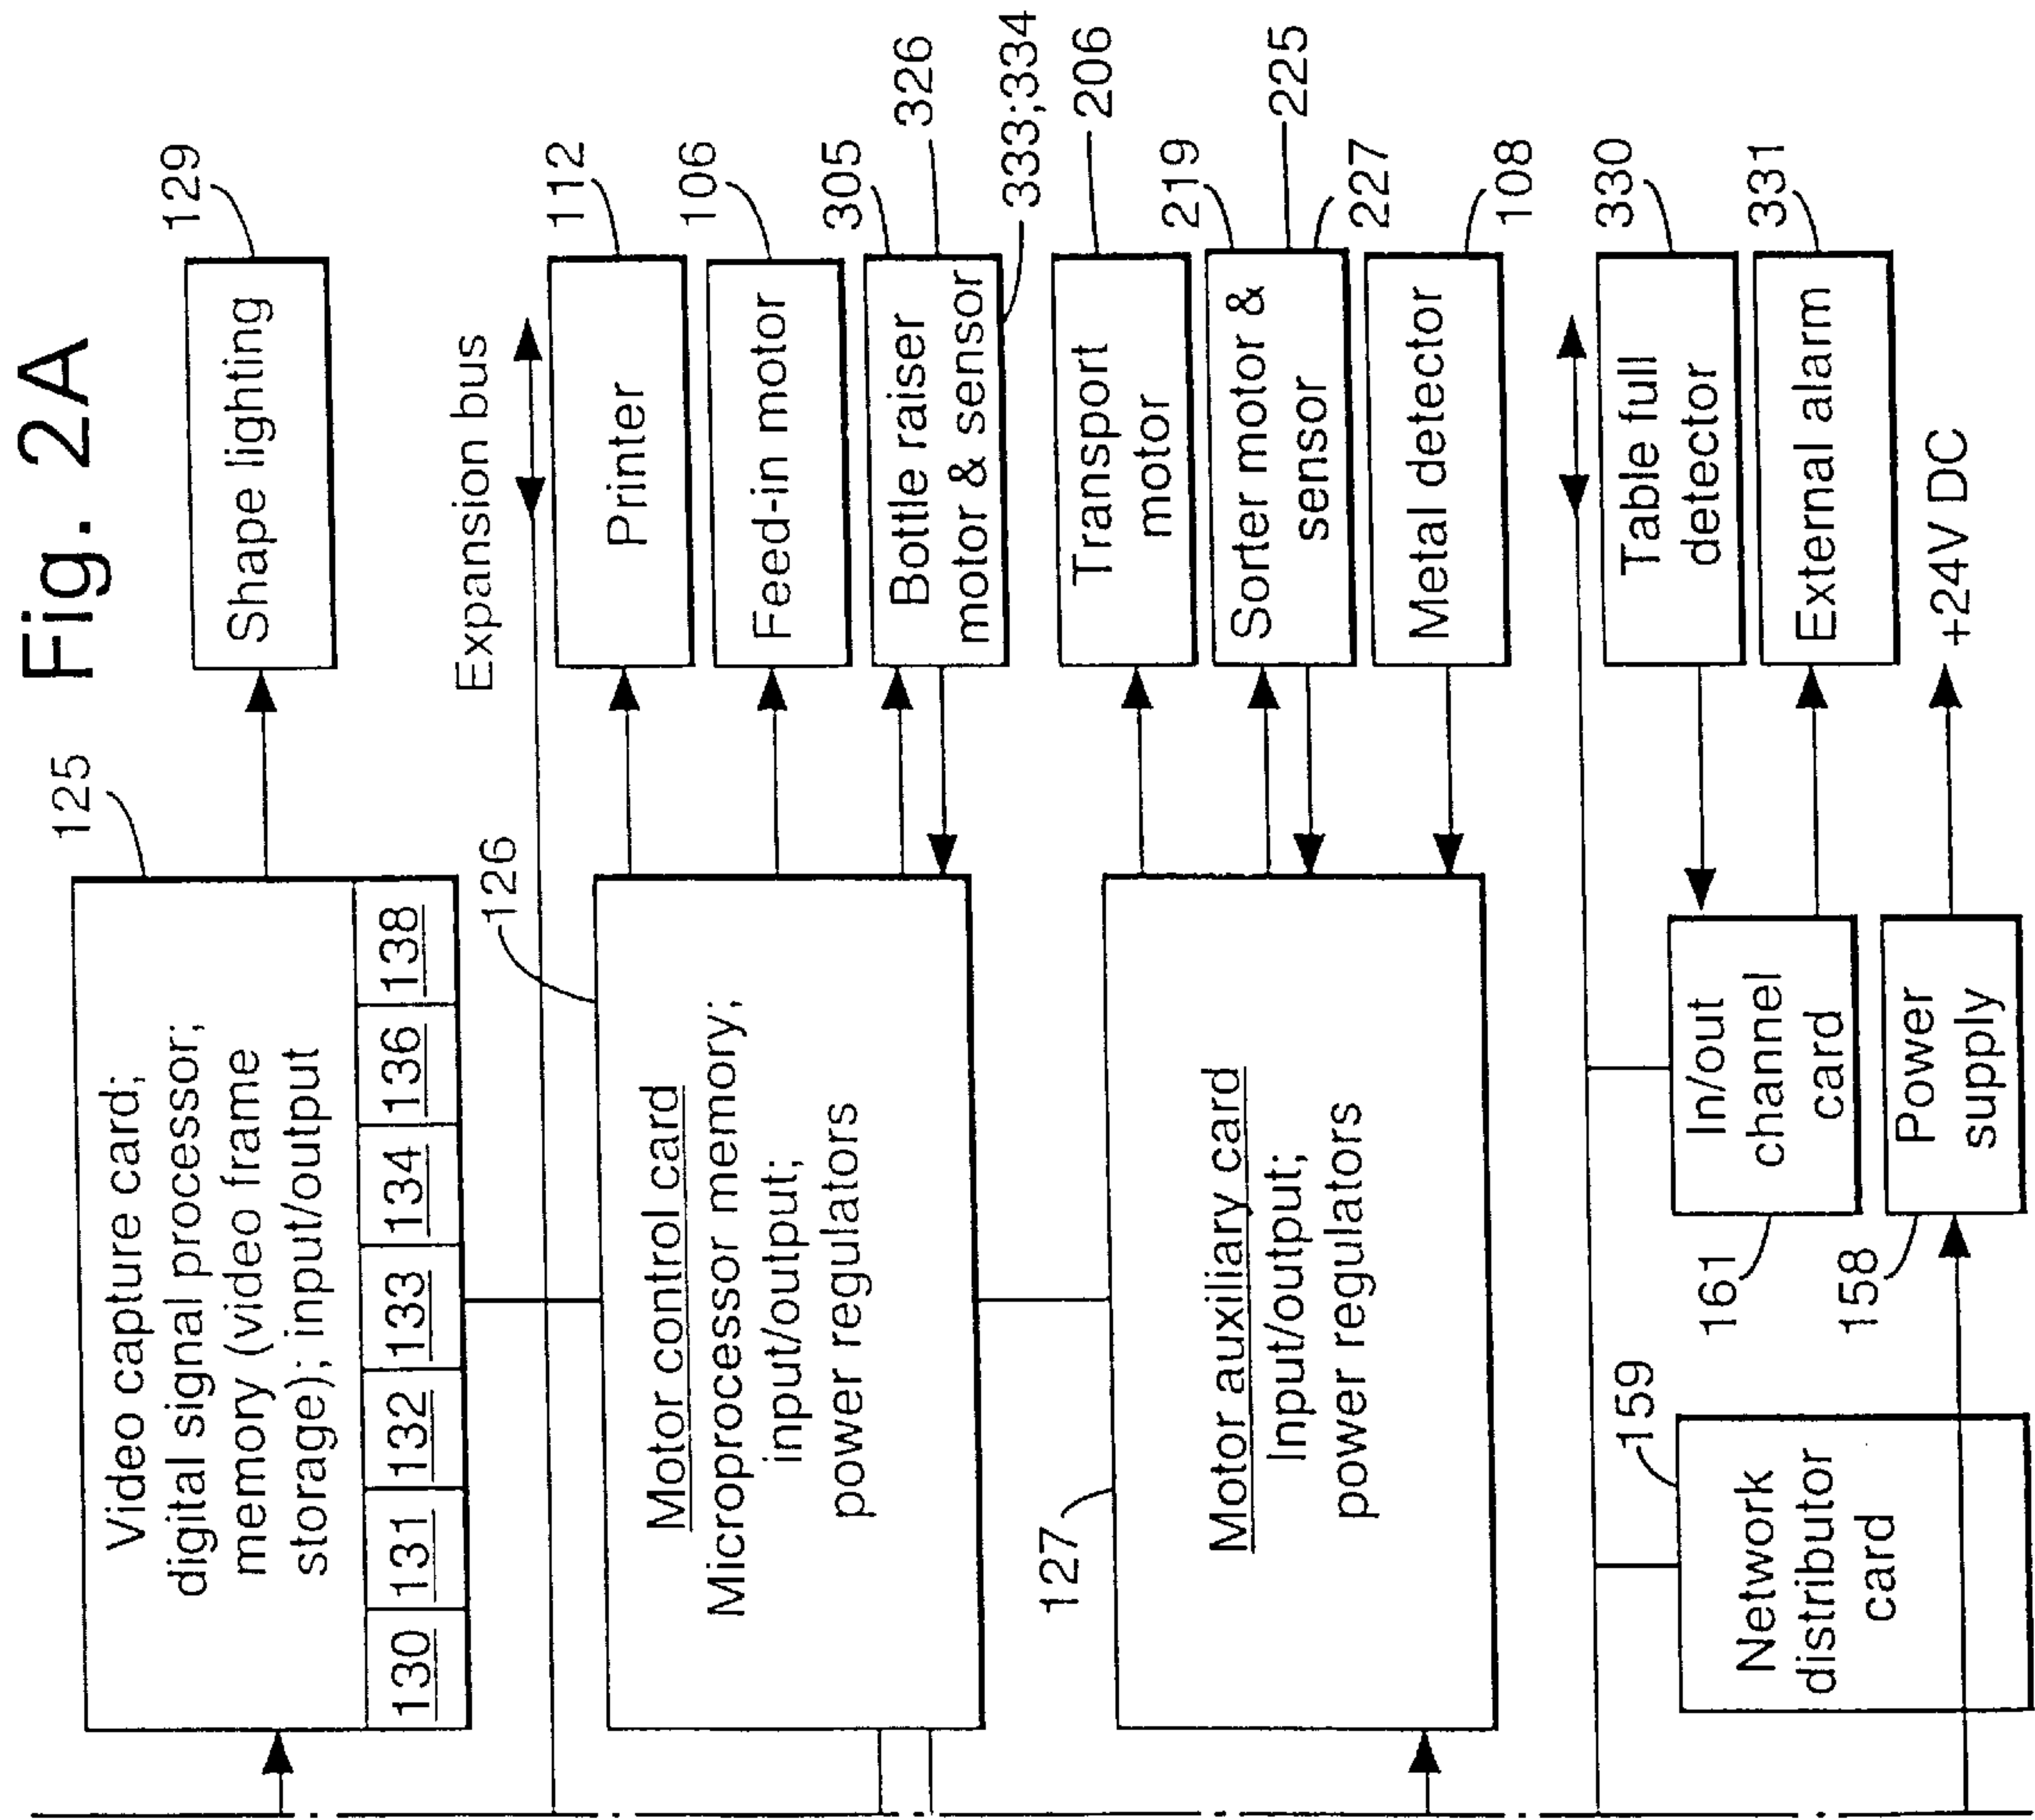 Fig. 2A
125
129
Video capture card;
digital signal processor;
memory (video frame
storage); input/output
130
131
132
133
134
136
138
Shape lighting
Expansion bus
126
Motor control card
Microprocessor memory;
input/output;
power regulators
Printer
112
Feed-in motor
106
Bottle raiser
motor & sensor
305
326
333;334
127
Motor auxiliary card
Input/output;
power regulators
Transport
motor
206
Sorter motor &
sensor
219
225
227
Metal detector
108
159
Network
distributor
card
161
In/out
channel
card
158
Power
supply
Table full
detector
330
External alarm
331
+24V DC